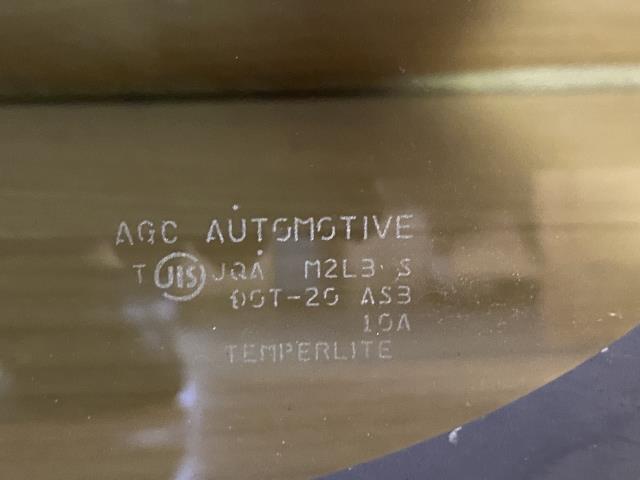 AGC AUTOMOTIVE
T JIS JQA M2L3 S
DOT-20 AS3
10A
TEMPERLITE